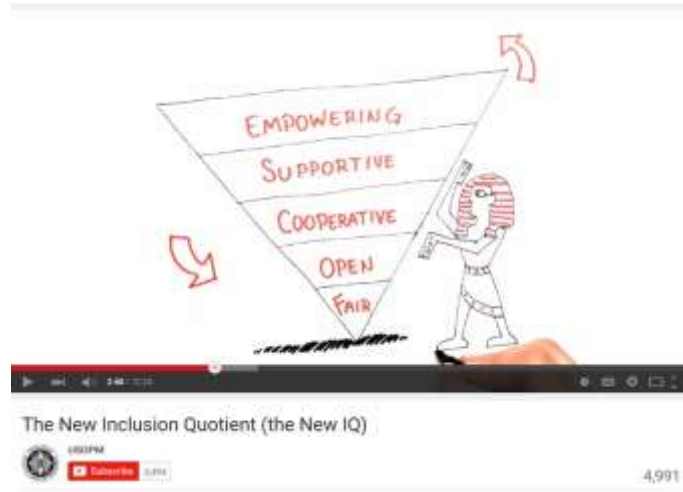 EMPOWERING
SUPPORTIVE
COOPERATIVE
OPEN
FAIR
The New Inclusion Quotient (the New IQ)
USOPM
Subscribe
4,991